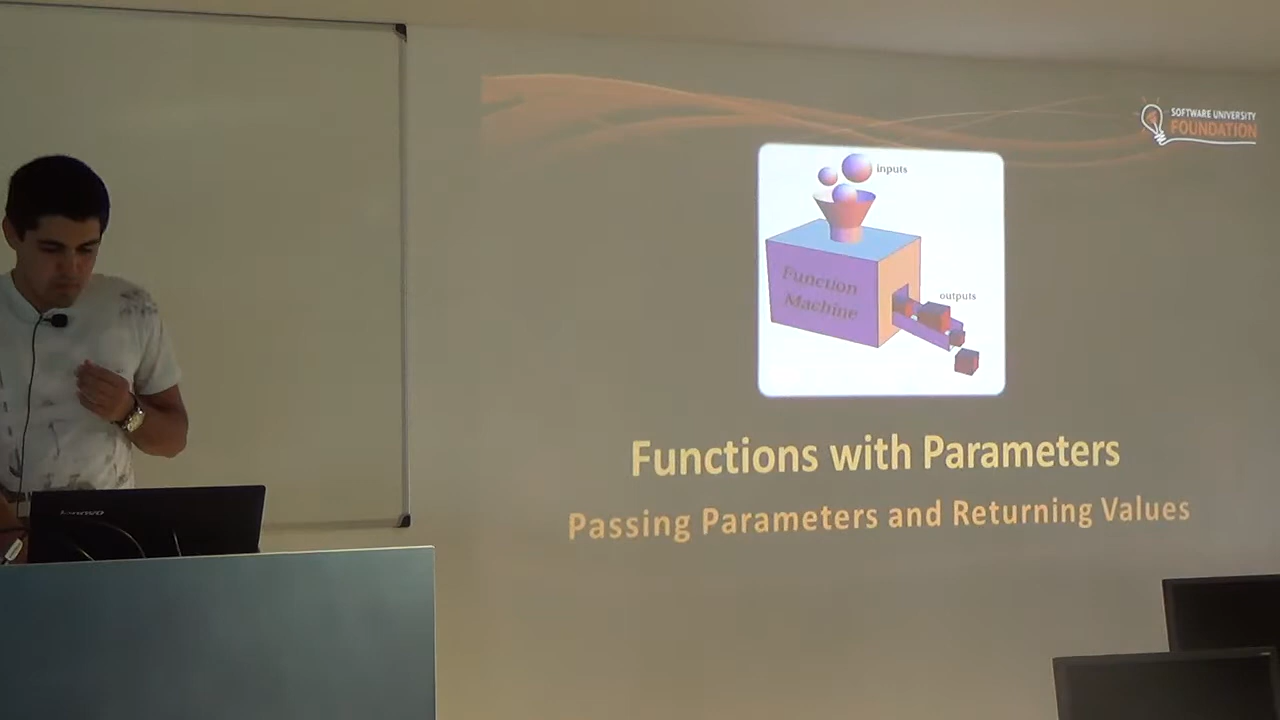 SOFTWARE UNIVERSITY
FOUNDATION
inputs
Function
Machine
outputs
Functions with Parameters
Passing Parameters and Returning Values
lenovo